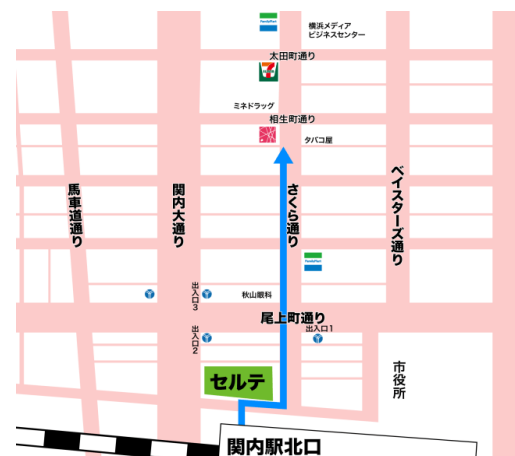 FamilyMart
横浜メディア
ビジネスセンター
太田町通り
7
ミネドラッグ
相生町通り
タバコ屋
馬車道通り
関内大通り
さくら通り
ベイスターズ通り
FamilyMart
出入口3
秋山眼科
尾上町通り
出入口2
出入口1
セルテ
市役所
関内駅北口